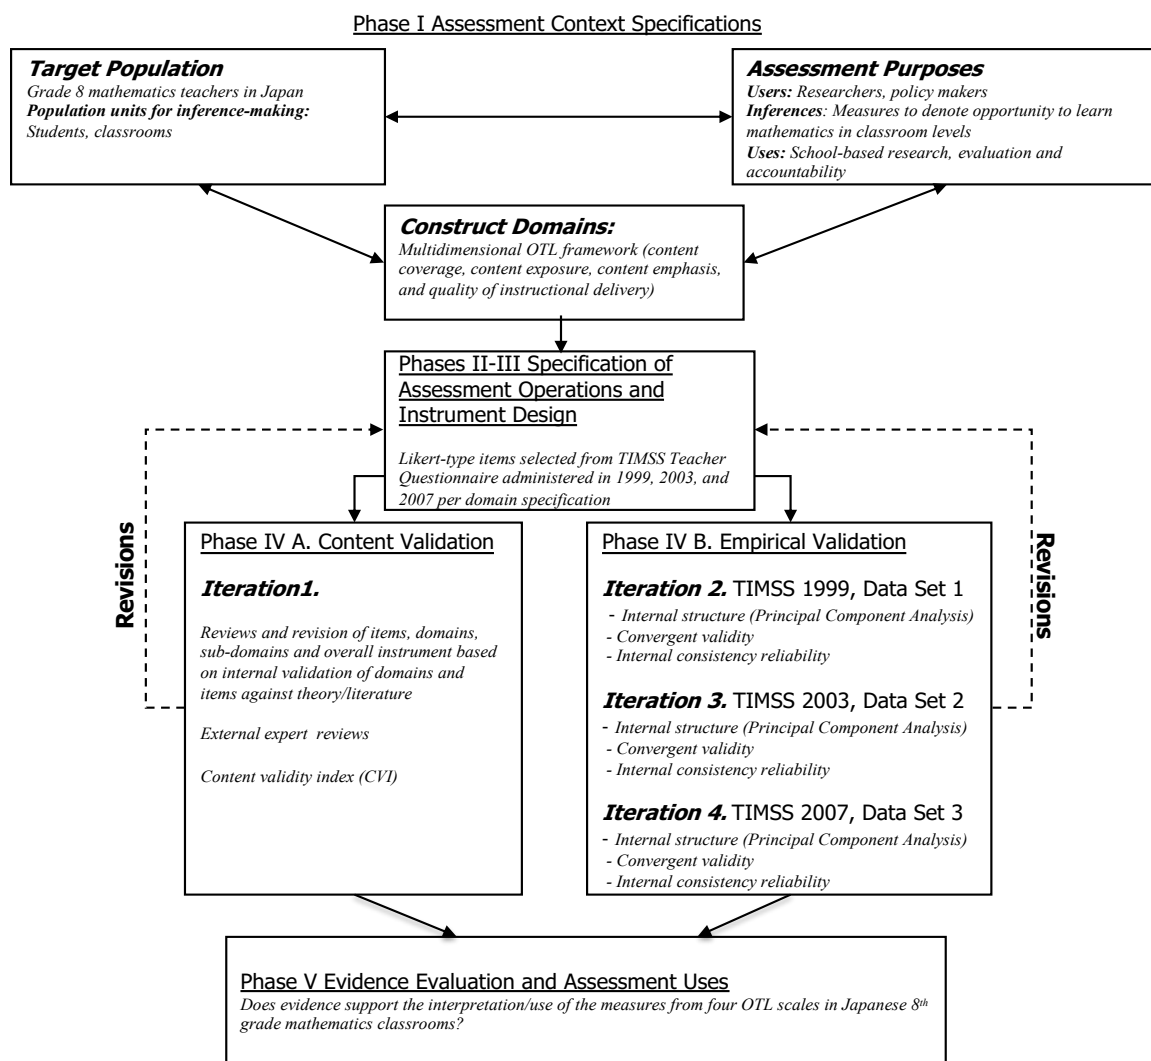 Phase I Assessment Context Specifications
Target Population
Grade 8 mathematics teachers in Japan
Population units for inference-making:
Students, classrooms
Assessment Purposes
Users: Researchers, policy makers
Inferences: Measures to denote opportunity to learn
mathematics in classroom levels
Uses: School-based research, evaluation and
accountability
Construct Domains:
Multidimensional OTL framework (content
coverage, content exposure, content emphasis,
and quality of instructional delivery)
Phases II-III Specification of
Assessment Operations and
Instrument Design
Likert-type items selected from TIMSS Teacher
Questionnaire administered in 1999, 2003, and
2007 per domain specification
Revisions
Phase IV A. Content Validation
Iteration1.
Reviews and revision of items, domains,
sub-domains and overall instrument based
on internal validation of domains and
items against theory/literature
External expert reviews
Content validity index (CVI)
Phase IV B. Empirical Validation
Iteration 2. TIMSS 1999, Data Set 1
- Internal structure (Principal Component Analysis)
- Convergent validity
- Internal consistency reliability
Iteration 3. TIMSS 2003, Data Set 2
- Internal structure (Principal Component Analysis)
- Convergent validity
- Internal consistency reliability
Iteration 4. TIMSS 2007, Data Set 3
- Internal structure (Principal Component Analysis)
- Convergent validity
- Internal consistency reliability
Revisions
Phase V Evidence Evaluation and Assessment Uses
Does evidence support the interpretation/use of the measures from four OTL scales in Japanese 8th
grade mathematics classrooms?